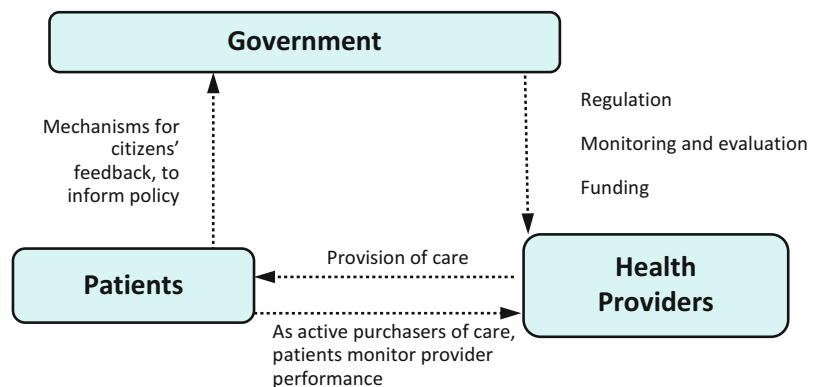 Government
Mechanisms for
citizens’
feedback, to
inform policy
Regulation
Monitoring and evaluation
Funding
Patients
Provision of care
As active purchasers of care,
patients monitor provider
performance
Health
Providers